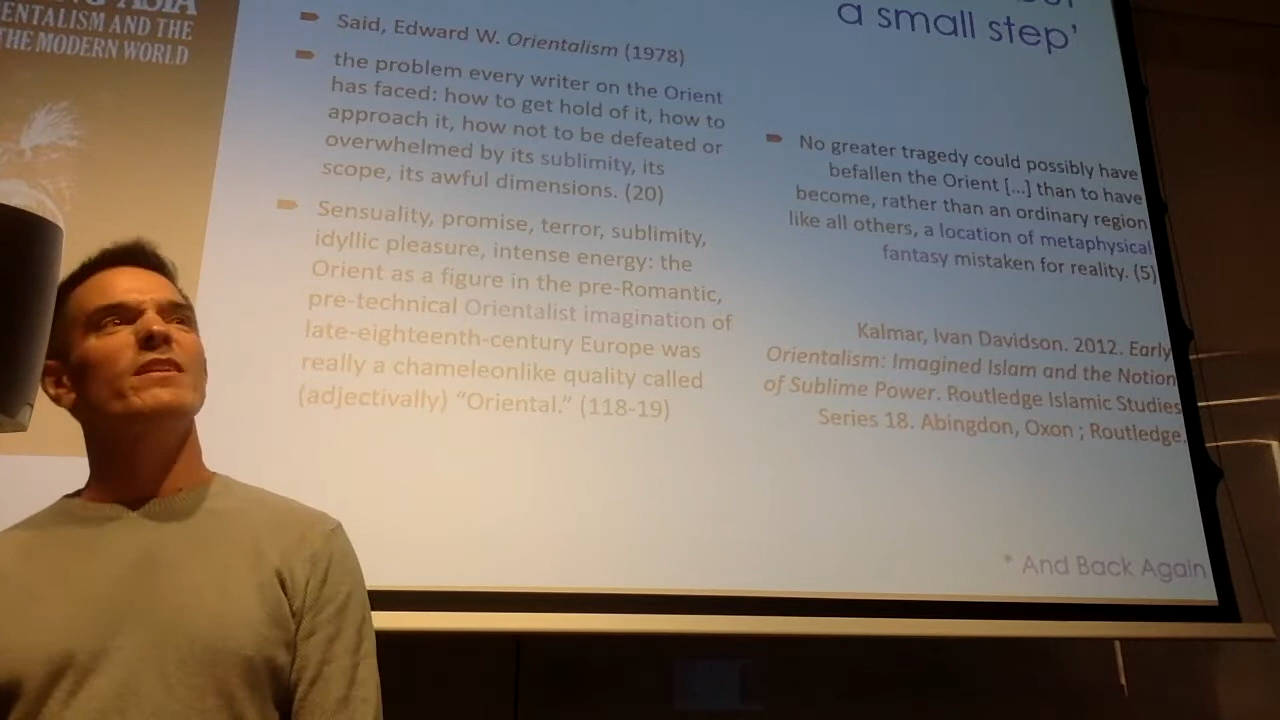 ASIA
ENTALISM AND THE
THE MODERN WORLD
a small step'
Said, Edward W. Orientalism (1978)
the problem every writer on the Orient
has faced: how to get hold of it, how to
approach it, how not to be defeated or
overwhelmed by its sublimity, its
scope, its awful dimensions. (20)
Sensuality, promise, terror, sublimity,
idyllic pleasure, intense energy: the
Orient as a figure in the pre-Romantic,
pre-technical Orientalist imagination of
late-eighteenth-century Europe was
really a chameleonlike quality called
(adjectivally) “Oriental.” (118-19)
No greater tragedy could possibly have
befallen the Orient [...] than to have
become, rather than an ordinary region
like all others, a location of metaphysical
fantasy mistaken for reality. (5)
Kalmar, Ivan Davidson. 2012. Early
Orientalism: Imagined Islam and the Notion
of Sublime Power. Routledge Islamic Studies
Series 18. Abingdon, Oxon ; Routledge.
* And Back Again